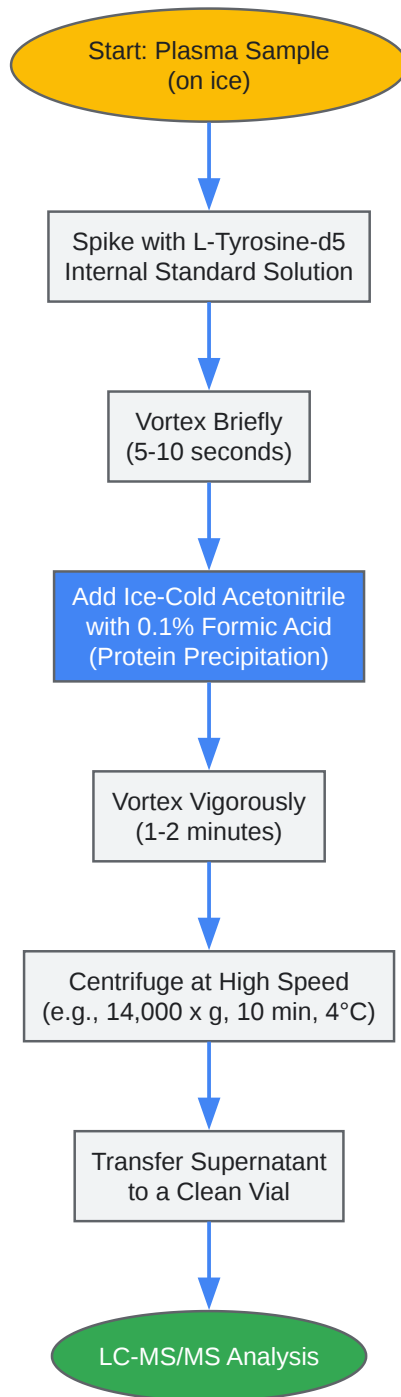 Start: Plasma Sample
(on ice)
Spike with L-Tyrosine-d5
Internal Standard Solution
Vortex Briefly
(5-10 seconds)
Add Ice-Cold Acetonitrile
with 0.1% Formic Acid
(Protein Precipitation)
Vortex Vigorously
(1-2 minutes)
Centrifuge at High Speed
(e.g., 14,000 x g, 10 min, 4°C)
Transfer Supernatant
to a Clean Vial
LC-MS/MS Analysis